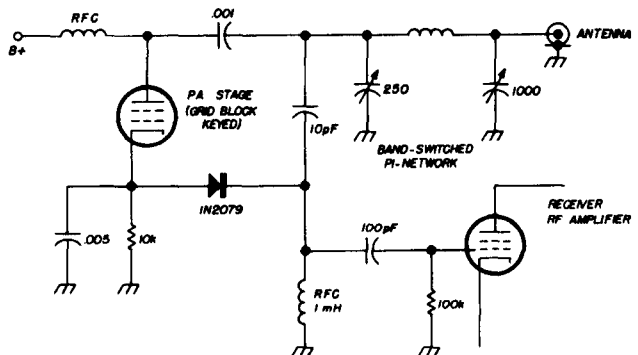 RFC
B+
.001
ANTENNA
PA STAGE
(GRID BLOCK
KEYED)
250
1000
10pF
BAND-SWITCHED
PI-NETWORK
1N2079
RECEIVER
RF AMPLIFIER
.005
10k
100pF
RFC
1 mH
100k